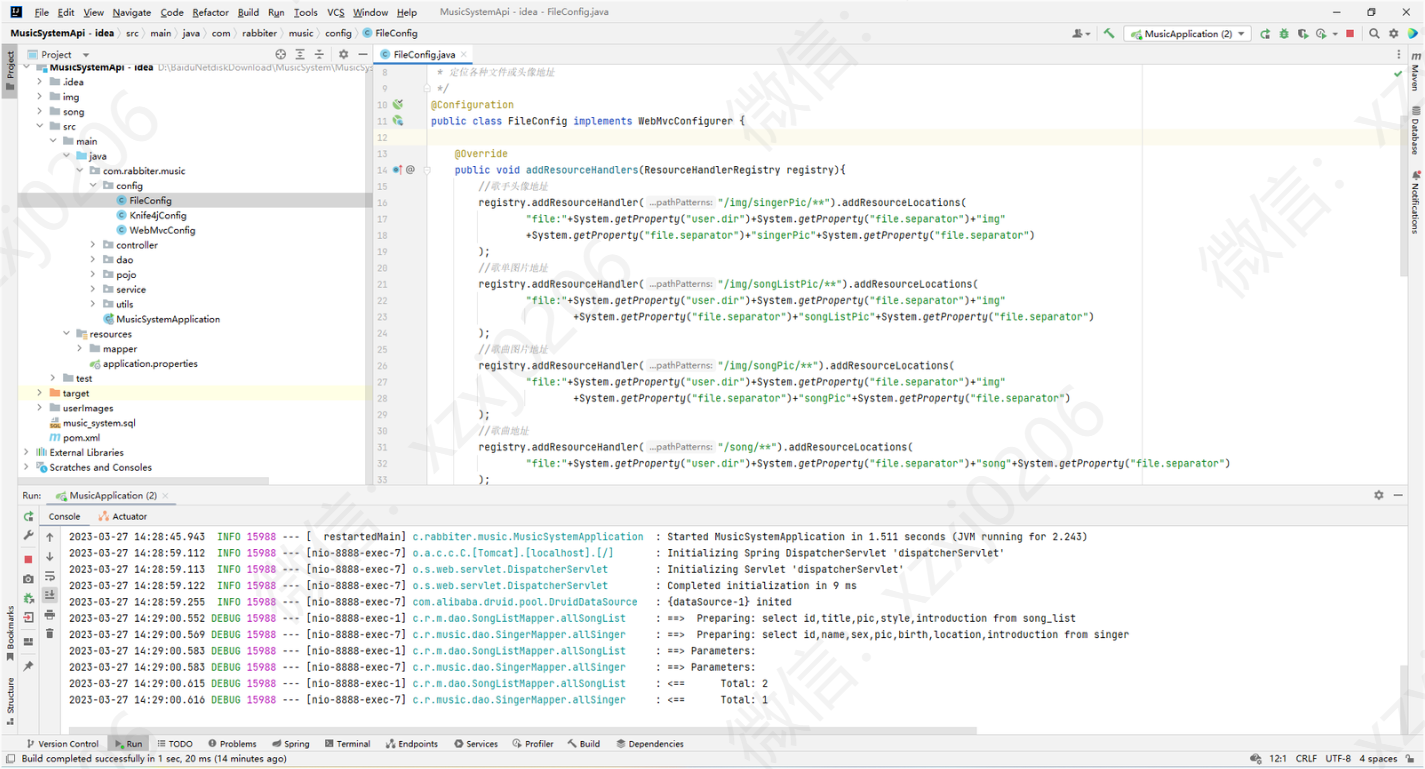 File Edit View Navigate Code Refactor Build Run Tools VCS Window Help MusicSystemApi - idea - FileConfig.java
MusicSystemApi - idea src main java com rabbiter music config FileConfig MusicApplication (2)
Project FileConfig.java
MusicSystemApi - idea D:\BaiduNetdiskDownload\MusicSystem\MusicSys
.idea
img
song
src
main
java
com.rabbiter.music
config
FileConfig
Knife4jConfig
WebMvcConfig
controller
dao
pojo
service
utils
MusicSystemApplication
resources
mapper
application.properties
test
target
userImages
music_system.sql
pom.xml
External Libraries
Scratches and Consoles
8 * 定位各种文件或头像地址
9 */
10 @Configuration
11 public class FileConfig implements WebMvcConfigurer {
12
13 @Override
14 public void addResourceHandlers(ResourceHandlerRegistry registry){
15 //歌手头像地址
16 registry.addResourceHandler( ...pathPatterns: "/img/singerPic/**").addResourceLocations(
17 "file:"+System.getProperty("user.dir")+System.getProperty("file.separator")+"img"
18 +System.getProperty("file.separator")+"singerPic"+System.getProperty("file.separator")
19 );
20 //歌单图片地址
21 registry.addResourceHandler( ...pathPatterns: "/img/songListPic/**").addResourceLocations(
22 "file:"+System.getProperty("user.dir")+System.getProperty("file.separator")+"img"
23 +System.getProperty("file.separator")+"songListPic"+System.getProperty("file.separator")
24 );
25 //歌曲图片地址
26 registry.addResourceHandler( ...pathPatterns: "/img/songPic/**").addResourceLocations(
27 "file:"+System.getProperty("user.dir")+System.getProperty("file.separator")+"img"
28 +System.getProperty("file.separator")+"songPic"+System.getProperty("file.separator")
29 );
30 //歌曲地址
31 registry.addResourceHandler( ...pathPatterns: "/song/**").addResourceLocations(
32 "file:"+System.getProperty("user.dir")+System.getProperty("file.separator")+"song"+System.getProperty("file.separator")
33 );
Project
Bookmarks
Structure
Maven
Database
Notifications
Run: MusicApplication (2)
Console Actuator
2023-03-27 14:28:45.943 INFO 15988 --- [ restartedMain] c.rabbiter.music.MusicSystemApplication : Started MusicSystemApplication in 1.511 seconds (JVM running for 2.243)
2023-03-27 14:28:59.112 INFO 15988 --- [nio-8888-exec-7] o.a.c.c.C.[Tomcat].[localhost].[/] : Initializing Spring DispatcherServlet 'dispatcherServlet'
2023-03-27 14:28:59.113 INFO 15988 --- [nio-8888-exec-7] o.s.web.servlet.DispatcherServlet : Initializing Servlet 'dispatcherServlet'
2023-03-27 14:28:59.122 INFO 15988 --- [nio-8888-exec-7] o.s.web.servlet.DispatcherServlet : Completed initialization in 9 ms
2023-03-27 14:28:59.255 INFO 15988 --- [nio-8888-exec-7] com.alibaba.druid.pool.DruidDataSource : {dataSource-1} inited
2023-03-27 14:29:00.552 DEBUG 15988 --- [nio-8888-exec-1] c.r.m.dao.SongListMapper.allSongList : ==> Preparing: select id,title,pic,style,introduction from song_list
2023-03-27 14:29:00.569 DEBUG 15988 --- [nio-8888-exec-7] c.r.music.dao.SingerMapper.allSinger : ==> Preparing: select id,name,sex,pic,birth,location,introduction from singer
2023-03-27 14:29:00.583 DEBUG 15988 --- [nio-8888-exec-1] c.r.m.dao.SongListMapper.allSongList : ==> Parameters:
2023-03-27 14:29:00.583 DEBUG 15988 --- [nio-8888-exec-7] c.r.music.dao.SingerMapper.allSinger : ==> Parameters:
2023-03-27 14:29:00.615 DEBUG 15988 --- [nio-8888-exec-1] c.r.m.dao.SongListMapper.allSongList : <== Total: 2
2023-03-27 14:29:00.616 DEBUG 15988 --- [nio-8888-exec-7] c.r.music.dao.SingerMapper.allSinger : <== Total: 1
Version Control Run TODO Problems Spring Terminal Endpoints Services Profiler Build Dependencies
Build completed successfully in 1 sec, 20 ms (14 minutes ago) 12:1 CRLF UTF-8 4 spaces
微信：xzxj0206